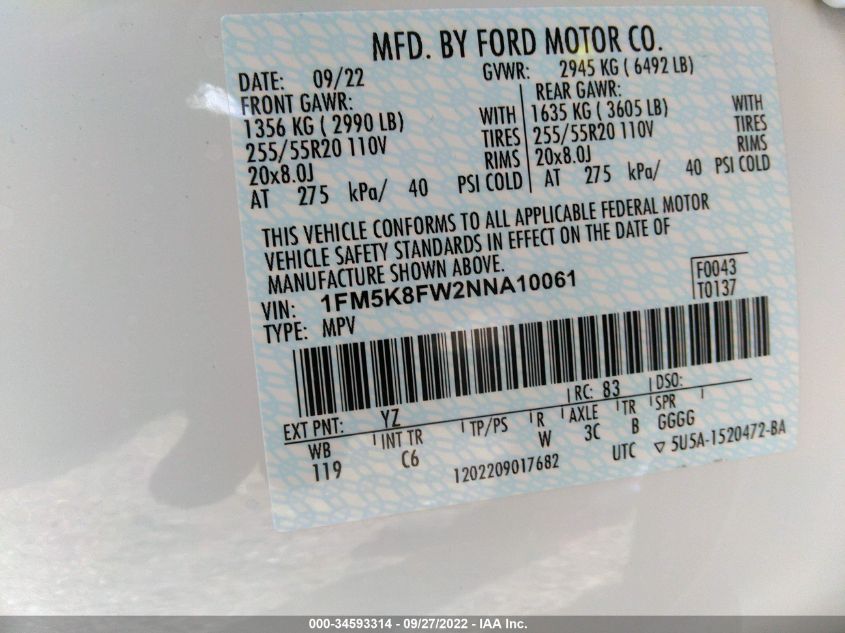 MFD. BY FORD MOTOR CO.
DATE: 09/22 GVWR: 2945 KG ( 6492 LB)
FRONT GAWR: REAR GAWR:
1356 KG ( 2990 LB) WITH 1635 KG ( 3605 LB) WITH
255/55R20 110V TIRES 255/55R20 110V TIRES
20x8.0J RIMS 20x8.0J RIMS
AT 275 kPa/ 40 PSI COLD AT 275 kPa/ 40 PSI COLD
THIS VEHICLE CONFORMS TO ALL APPLICABLE FEDERAL MOTOR
VEHICLE SAFETY STANDARDS IN EFFECT ON THE DATE OF
MANUFACTURE SHOWN ABOVE.
VIN: 1FM5K8FW2NNA10061 F0043
TYPE: MPV T0137
EXT PNT: YZ RC: 83 DSO:
WB INT TR TP/PS R AXLE TR SPR
119 C6 W 3C B GGGG
1202209017682 UTC ▽ 5U5A-1520472-BA
000-34593314 - 09/27/2022 - IAA Inc.